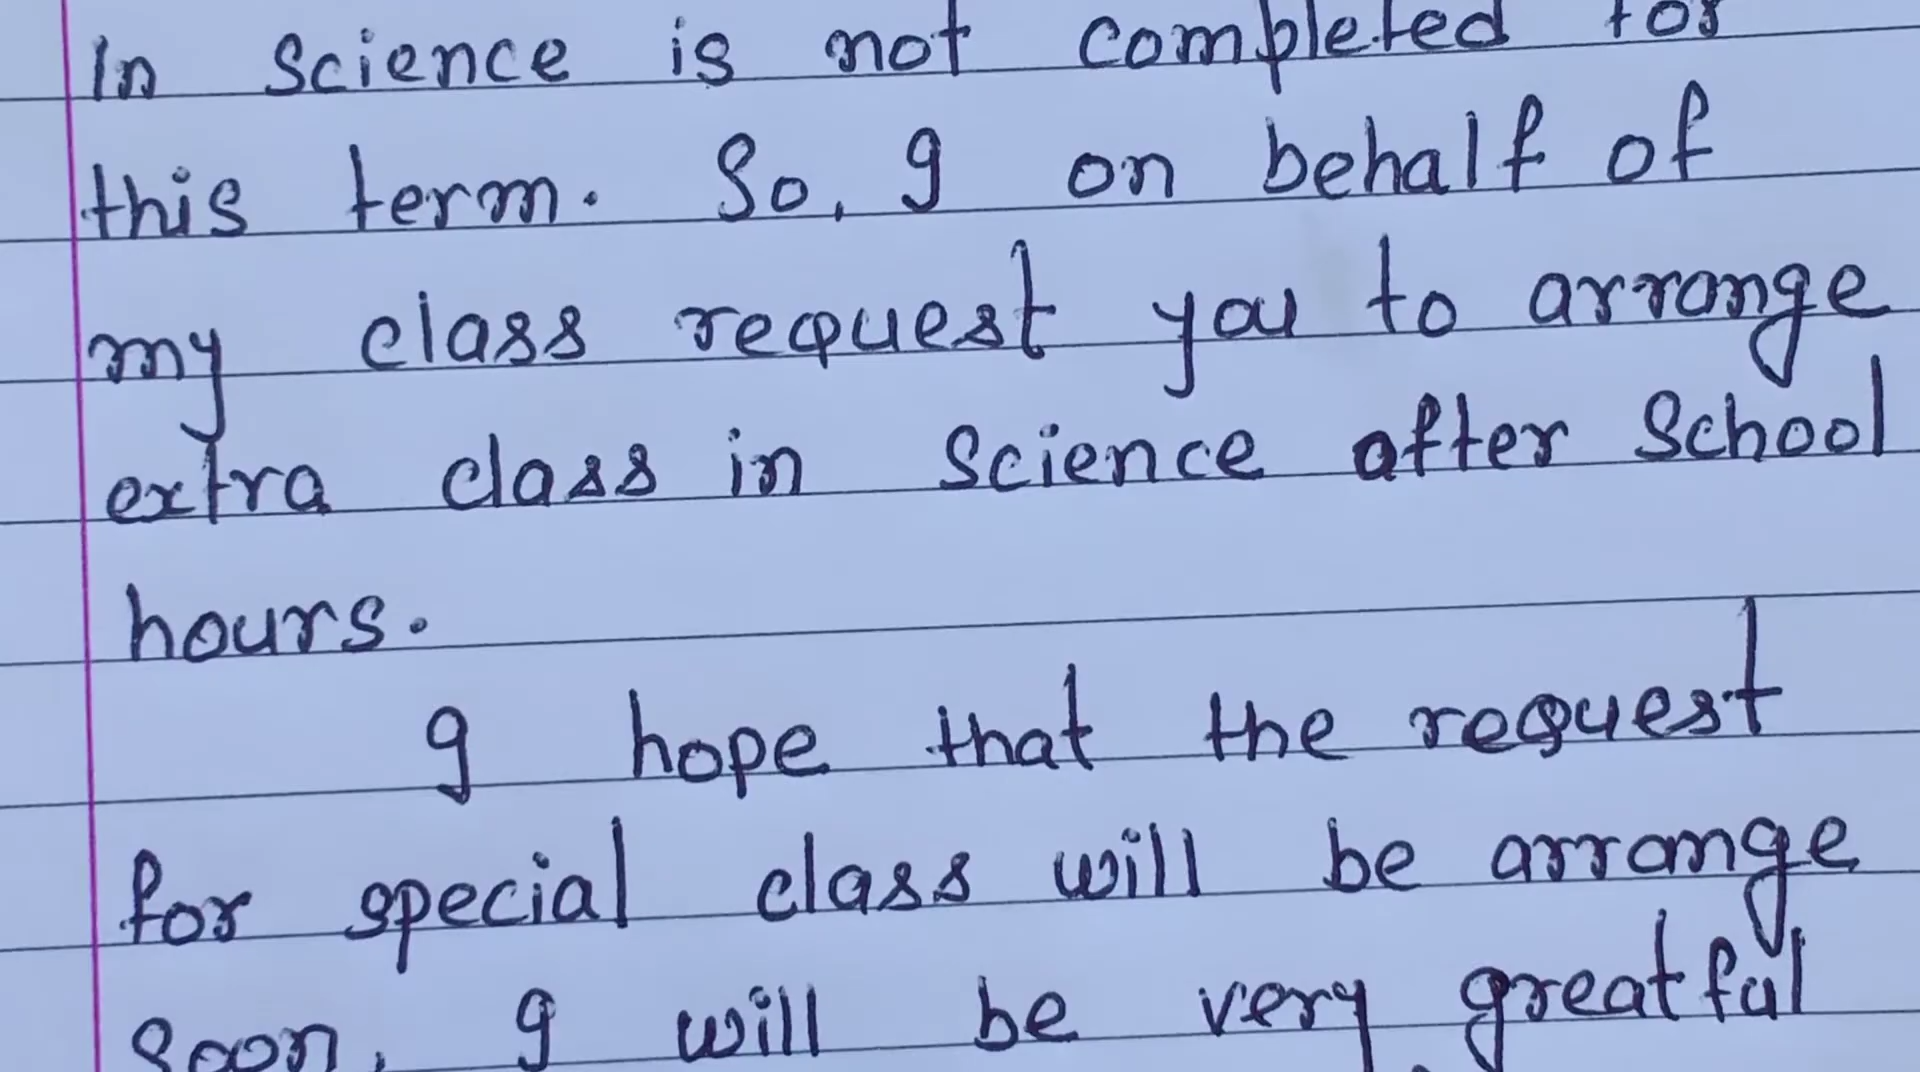 In Science is not completed for
this term. So, I on behalf of
my class request you to arrange
extra class in Science after School
hours.
I hope that the request
for special class will be arrange
soon. I will be very greatful